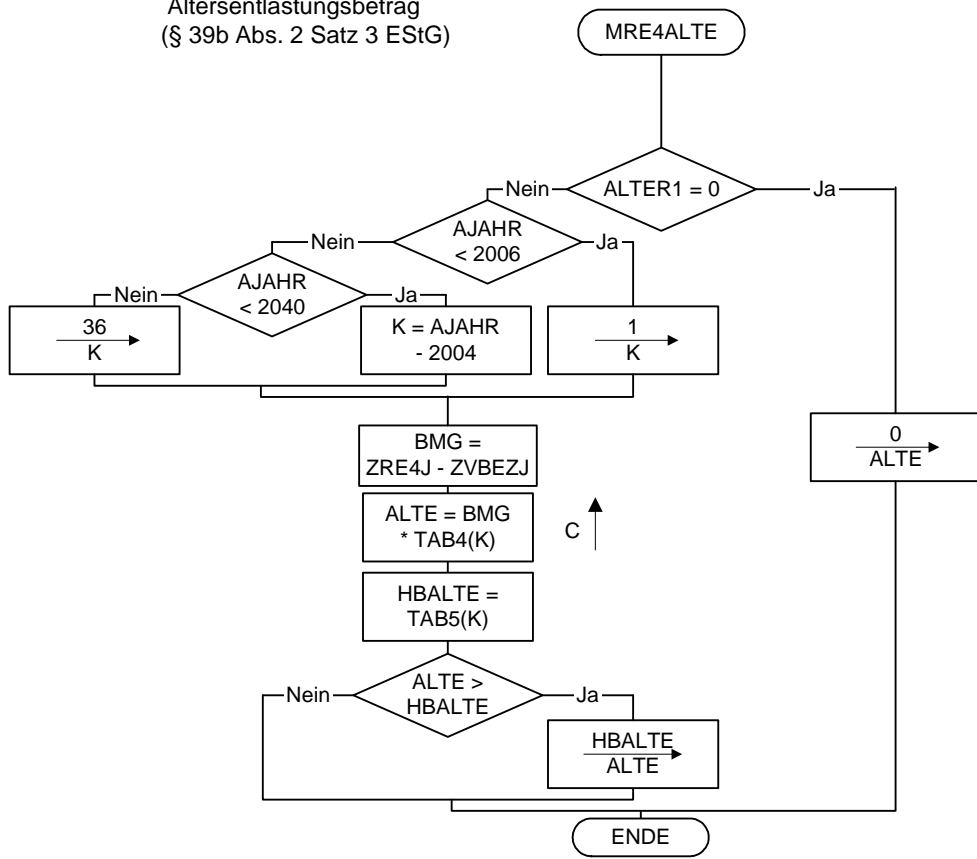 Altersentlastungsbetrag
(§ 39b Abs. 2 Satz 3 EStG)
MRE4ALTE
ALTER1 = 0
Nein
Ja
AJAHR
< 2006
Nein
Ja
AJAHR
< 2040
Nein
Ja
36
K
K = AJAHR
- 2004
1
K
BMG =
ZRE4J - ZVBEZJ
0
ALTE
ALTE = BMG
* TAB4(K)
C
HBALTE =
TAB5(K)
ALTE >
HBALTE
Nein
Ja
HBALTE
ALTE
ENDE